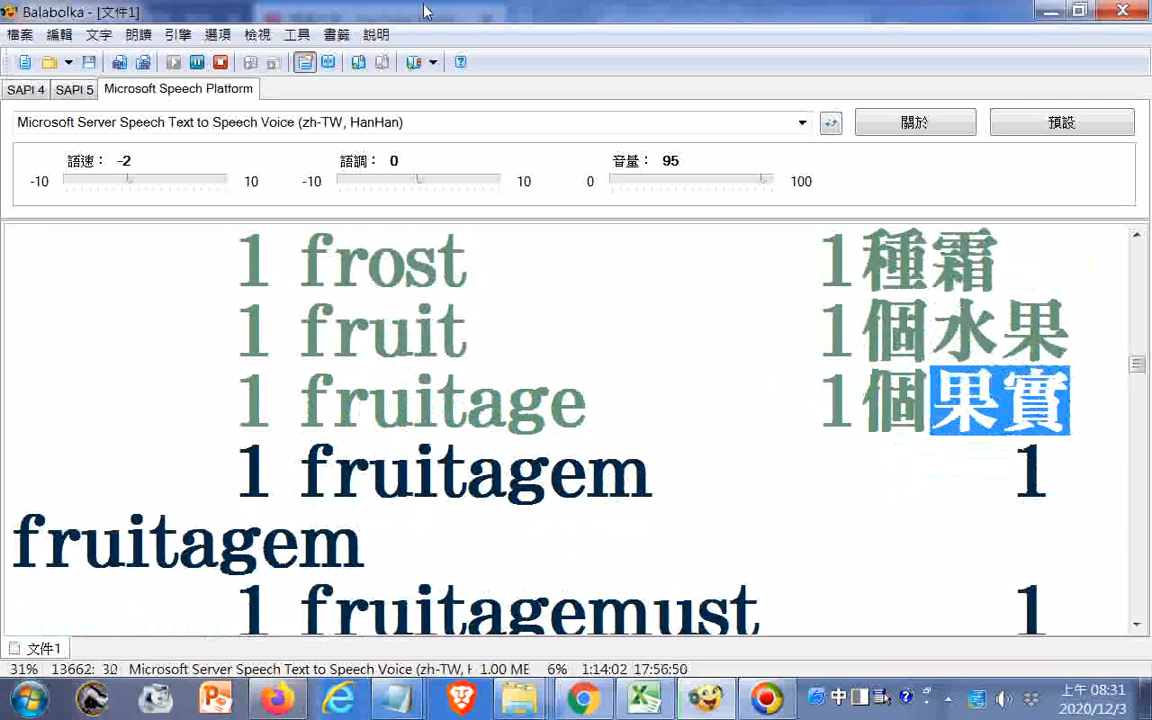 Balabolka - [文件1]
檔案 編輯 文字 朗讀 引擎 選項 檢視 工具 書籤 說明
SAPI 4 SAPI 5 Microsoft Speech Platform
Microsoft Server Speech Text to Speech Voice (zh-TW, HanHan) 關於 預設
語速： -2 語調： 0 音量： 95
-10 10 -10 10 0 100
1 frost 1種霜
1 fruit 1個水果
1 fruitage 1個果實
1 fruitagem 1
fruitagem
1 fruitagemust 1
文件1
31% 13662: 30 Microsoft Server Speech Text to Speech Voice (zh-TW, H 1.00 ME 6% 1:14:02 17:56:50
中 上午 08:31
2020/12/3